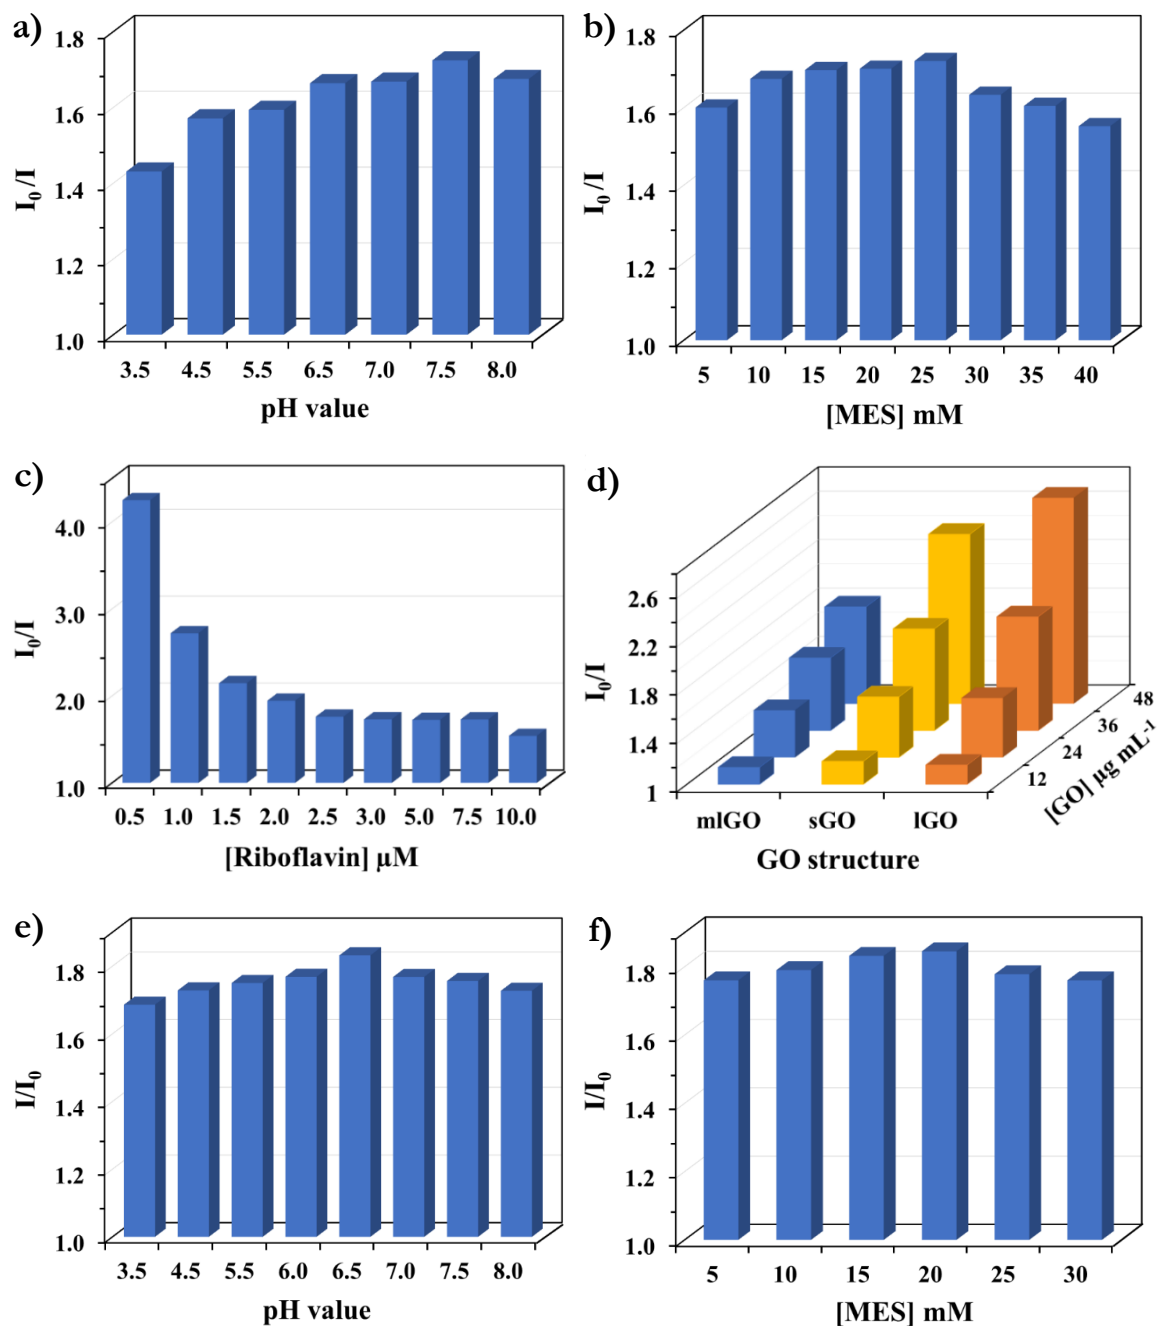 a)
1.8
1.6
1.4
1.2
1.0
I₀/I
3.5 4.5 5.5 6.5 7.0 7.5 8.0
pH value
b)
1.8
1.6
1.4
1.2
1.0
I₀/I
5 10 15 20 25 30 35 40
[MES] mM
c)
4.0
3.0
2.0
1.0
I₀/I
0.5 1.0 1.5 2.0 2.5 3.0 5.0 7.5 10.0
[Riboflavin] µM
d)
2.6
2.2
1.8
1.4
1
I₀/I
mlGO sGO lGO
GO structure
12 24 36 48
[GO] µg mL⁻¹
e)
1.8
1.6
1.4
1.2
1.0
I/I₀
3.5 4.5 5.5 6.0 6.5 7.0 7.5 8.0
pH value
f)
1.8
1.6
1.4
1.2
1.0
I/I₀
5 10 15 20 25 30
[MES] mM